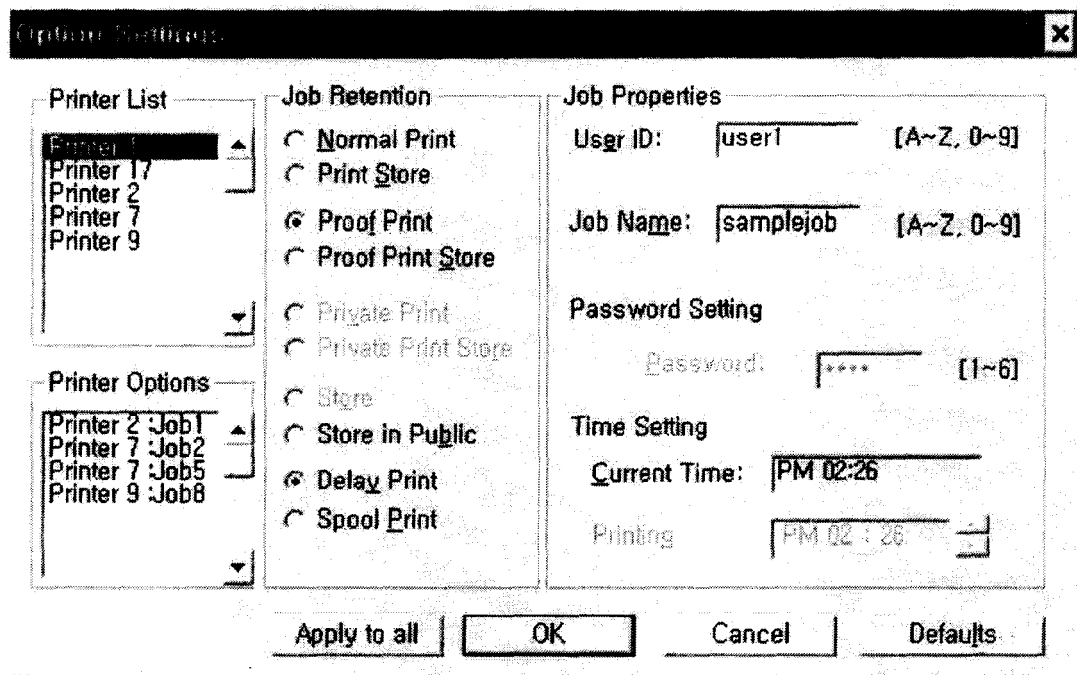 Option Settings
Printer List
Printer 1
Printer 17
Printer 2
Printer 7
Printer 9
Printer Options
Printer 2 :Job1
Printer 7 :Job2
Printer 7 :Job5
Printer 9 :Job8
Job Retention
Normal Print
Print Store
Proof Print
Proof Print Store
Private Print
Private Print Store
Store
Store in Public
Delay Print
Spool Print
Job Properties
User ID: user1 [A~Z, 0~9]
Job Name: samplejob [A~Z, 0~9]
Password Setting
Password: **** [1~6]
Time Setting
Current Time: PM 02:26
Printing PM 02 : 26
Apply to all
OK
Cancel
Defaults